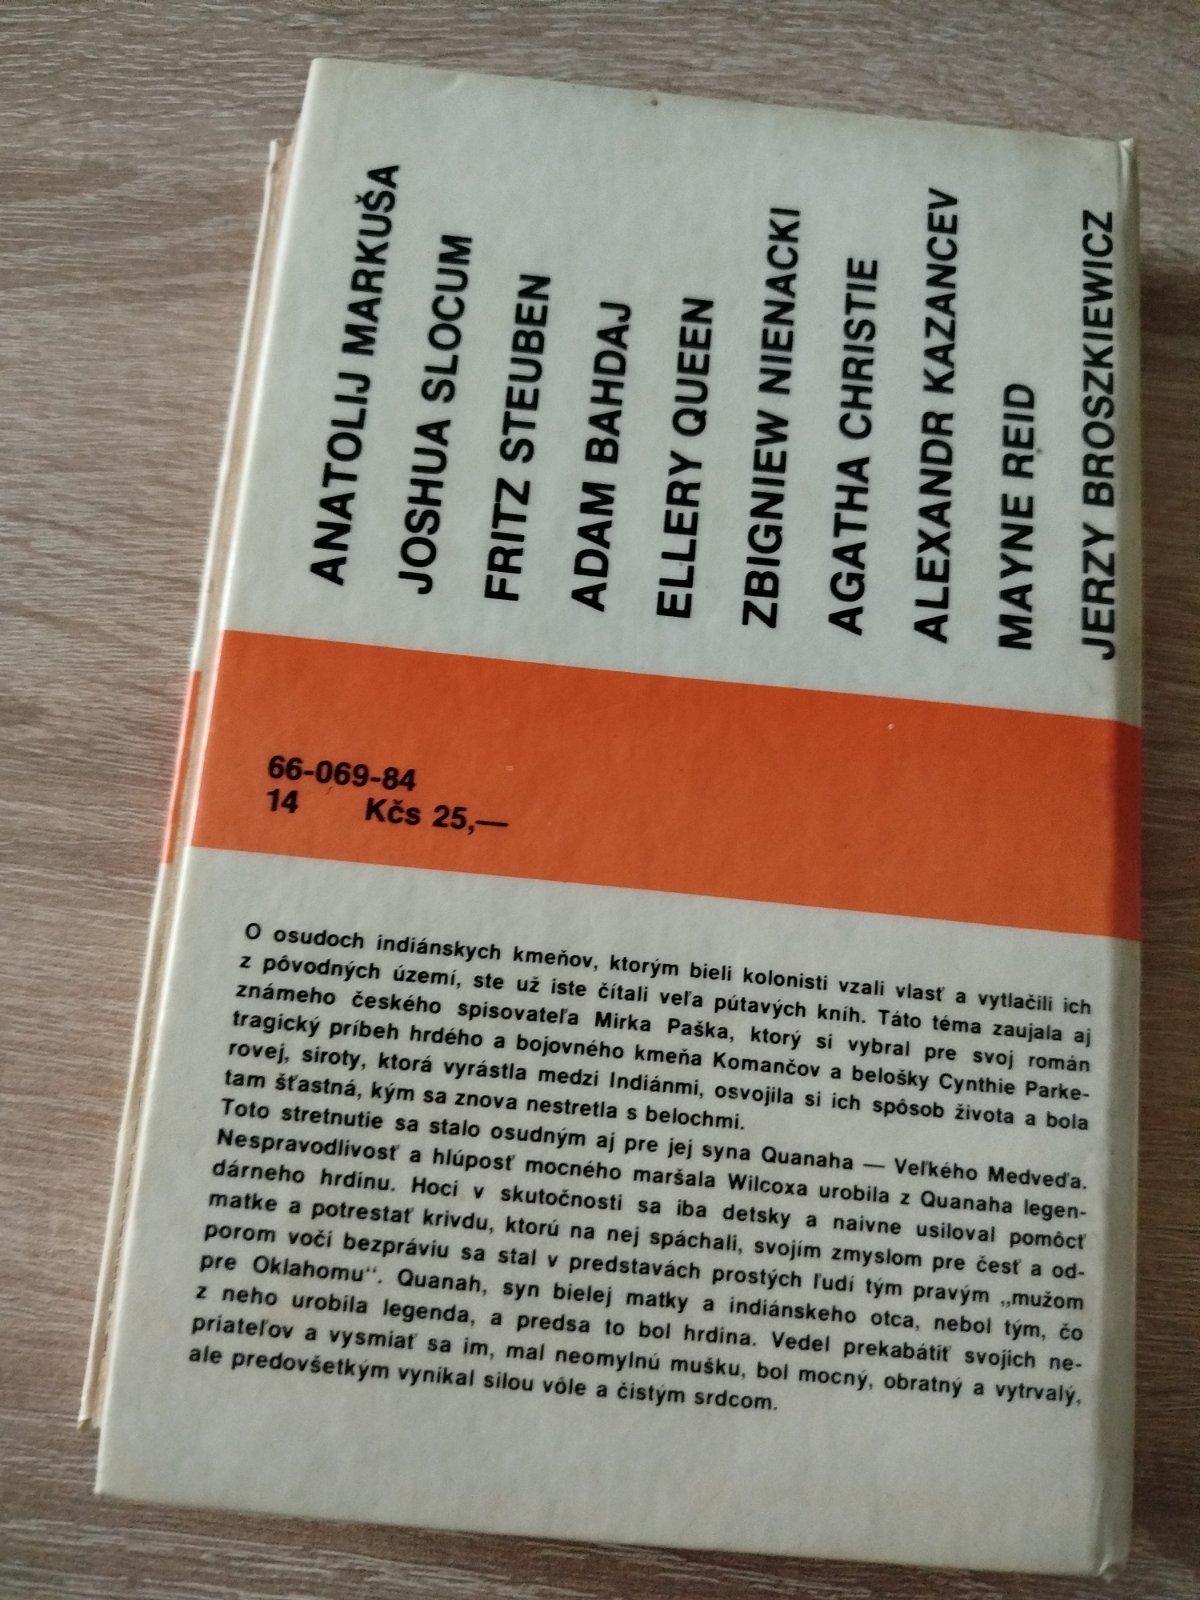 ANATOLIJ MARKUŠA
JOSHUA SLOCUM
FRITZ STEUBEN
ADAM BAHDAJ
ELLERY QUEEN
ZBIGNIEW NIENACKI
AGATHA CHRISTIE
ALEXANDR KAZANCEV
MAYNE REID
JERZY BROSZKIEWICZ
66-069-84
14 Kčs 25,—
O osudoch indiánskych kmeňov, ktorým bieli kolonisti vzali vlasť a vytlačili ich
z pôvodných území, ste už iste čítali veľa pútavých kníh. Táto téma zaujala aj
známeho českého spisovateľa Mirka Paška, ktorý si vybral pre svoj román
tragický príbeh hrdého a bojovného kmeňa Komančov a belošky Cynthie Parke-
rovej, siroty, ktorá vyrástla medzi Indiánmi, osvojila si ich spôsob života a bola
tam šťastná, kým sa znova nestretla s belochmi.
Toto stretnutie sa stalo osudným aj pre jej syna Quanaha — Veľkého Medveďa.
Nespravodlivosť a hlúposť mocného maršala Wilcoxa urobila z Quanaha legen-
dárneho hrdinu. Hoci v skutočnosti sa iba detsky a naivne usiloval pomôcť
matke a potrestať krivdu, ktorú na nej spáchali, svojím zmyslom pre česť a od-
porom voči bezpráviu sa stal v predstavách prostých ľudí tým pravým „mužom
pre Oklahomu“. Quanah, syn bielej matky a indiánskeho otca, nebol tým, čo
z neho urobila legenda, a predsa to bol hrdina. Vedel prekabátiť svojich ne-
priateľov a vysmiať sa im, mal neomylnú mušku, bol mocný, obratný a vytrvalý,
ale predovšetkým vynikal silou vôle a čistým srdcom.